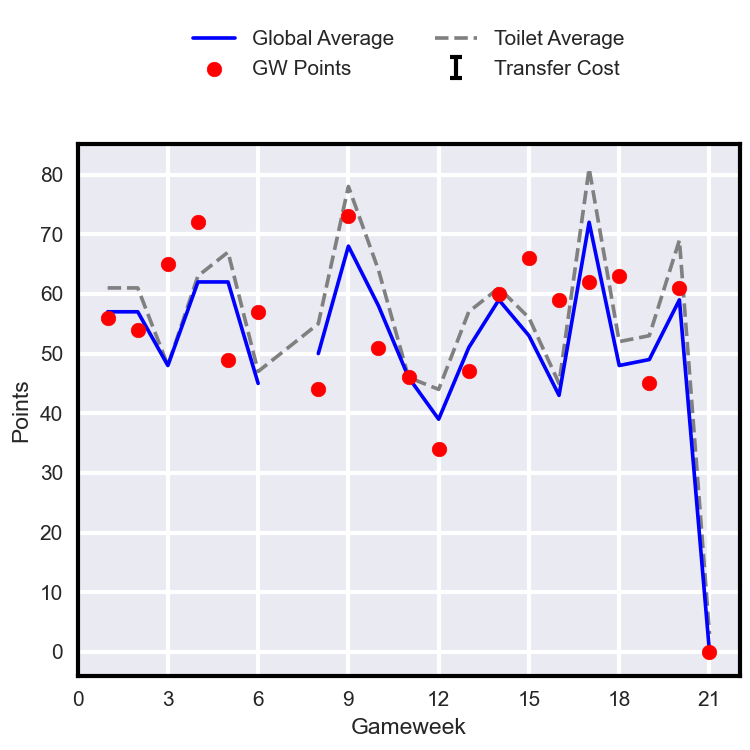 Global Average
Toilet Average
GW Points
Transfer Cost
80
70
60
50
40
30
20
10
0
Points
0 3 6 9 12 15 18 21
Gameweek